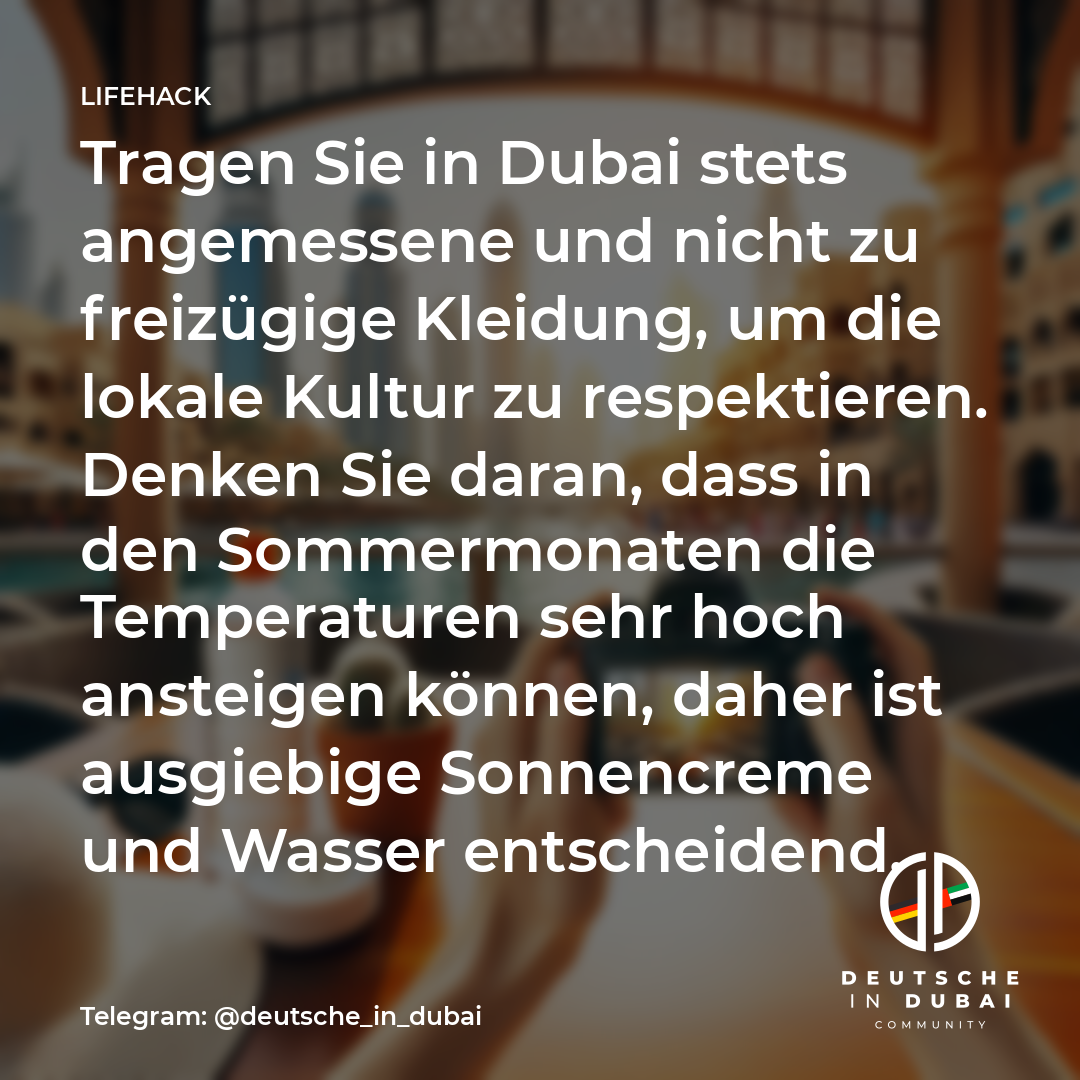 LIFEHACK
Tragen Sie in Dubai stets
angemessene und nicht zu
freizügige Kleidung, um die
lokale Kultur zu respektieren.
Denken Sie daran, dass in
den Sommermonaten die
Temperaturen sehr hoch
ansteigen können, daher ist
ausgiebige Sonnencreme
und Wasser entscheidend.
DEUTSCHE
IN DUBAI
COMMUNITY
Telegram: @deutsche_in_dubai